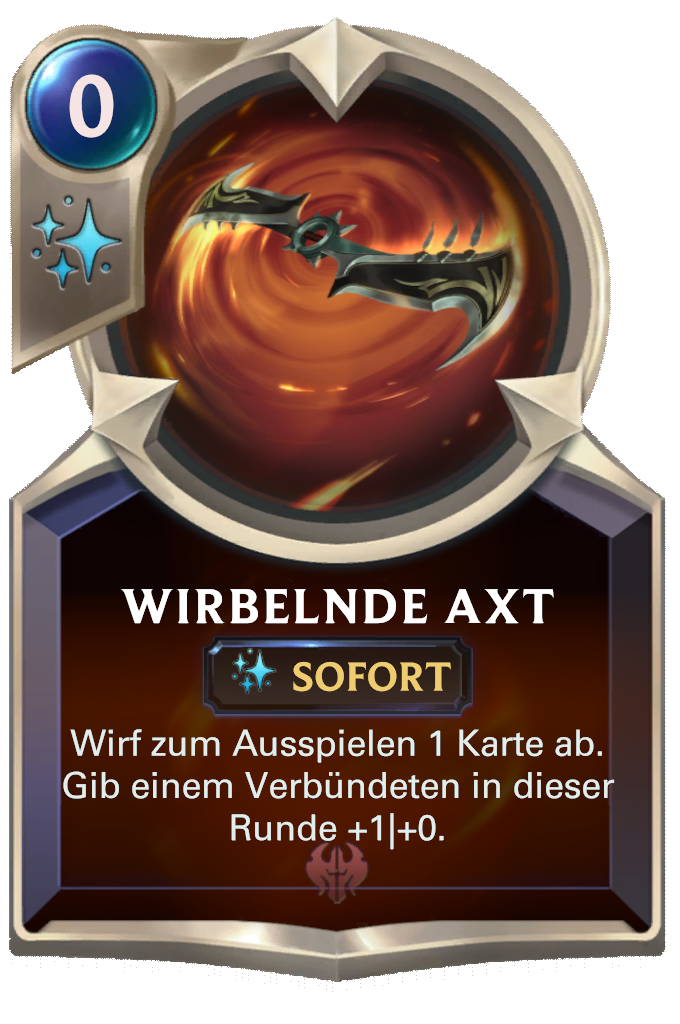 0
WIRBELNDE AXT
SOFORT
Wirf zum Ausspielen 1 Karte ab.
Gib einem Verbündeten in dieser
Runde +1|+0.